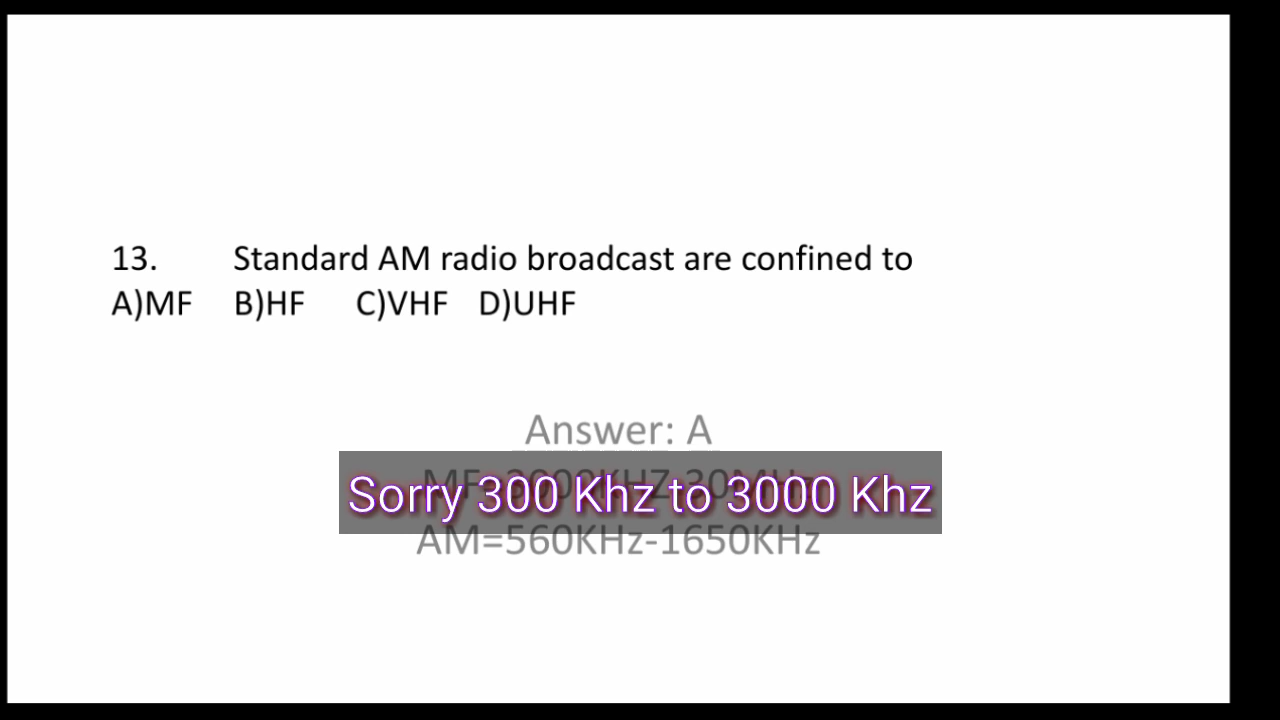 13. Standard AM radio broadcast are confined to
A)MF B)HF C)VHF D)UHF
Answer: A
Sorry 300 Khz to 3000 Khz
AM=560KHz-1650KHz